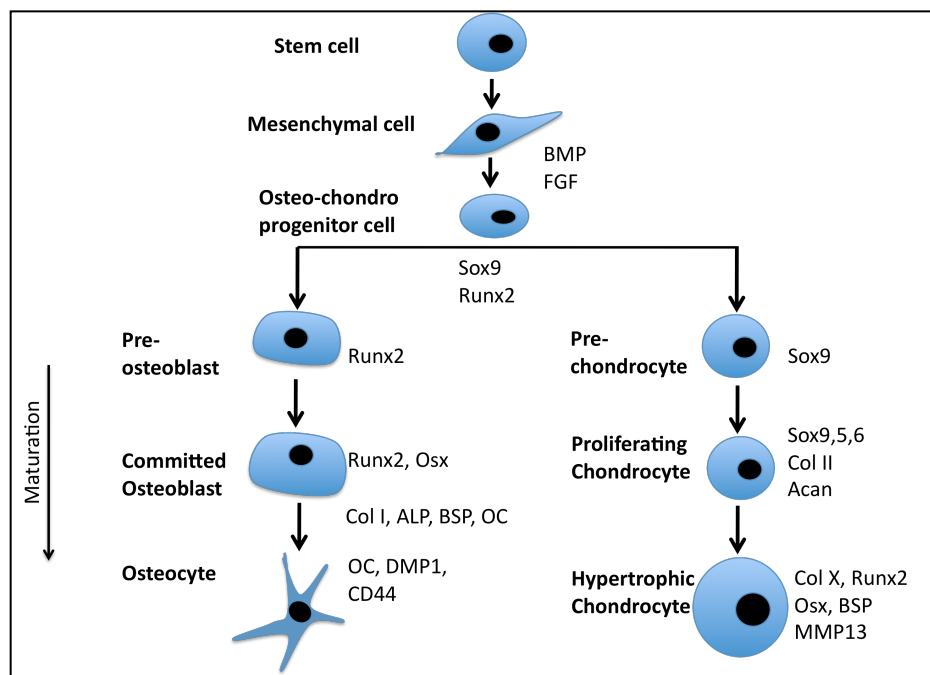 Stem cell
Mesenchymal cell
BMP
FGF
Osteo-chondro
progenitor cell
Sox9
Runx2
Pre-
osteoblast
Runx2
Pre-
chondrocyte
Sox9
Maturation
Committed
Osteoblast
Runx2, Osx
Proliferating
Chondrocyte
Sox9,5,6
Col II
Acan
Col I, ALP, BSP, OC
Osteocyte
OC, DMP1,
CD44
Hypertrophic
Chondrocyte
Col X, Runx2
Osx, BSP
MMP13